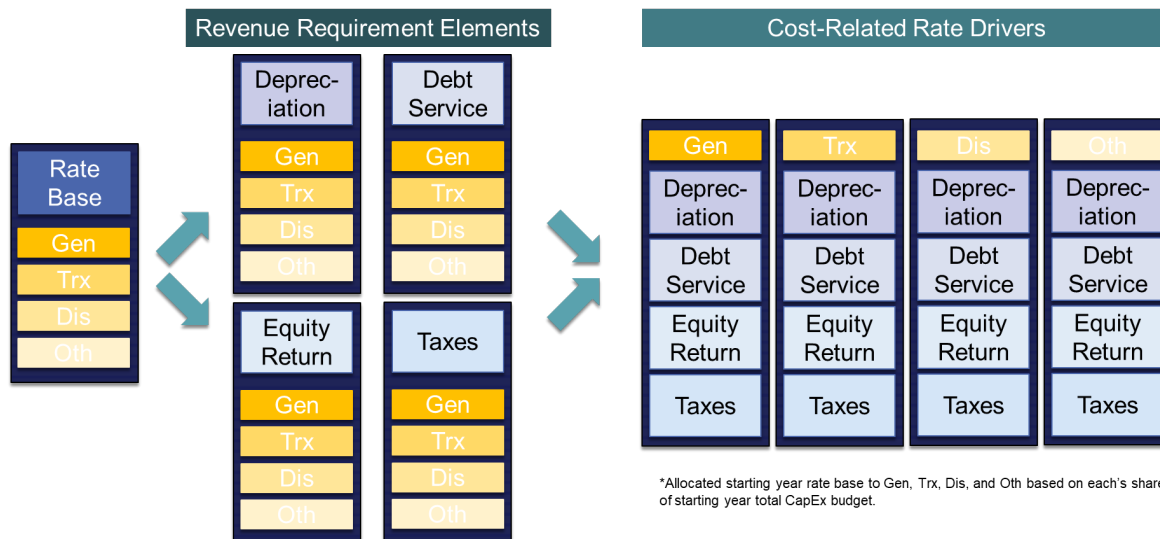 Revenue Requirement Elements
Cost-Related Rate Drivers
Rate
Base
Gen
Trx
Dis
Oth
Deprec-
iation
Gen
Trx
Dis
Oth
Debt
Service
Gen
Trx
Dis
Oth
Equity
Return
Gen
Trx
Dis
Oth
Taxes
Gen
Trx
Dis
Oth
Gen
Deprec-
iation
Debt
Service
Equity
Return
Taxes
Trx
Deprec-
iation
Debt
Service
Equity
Return
Taxes
Dis
Deprec-
iation
Debt
Service
Equity
Return
Taxes
Oth
Deprec-
iation
Debt
Service
Equity
Return
Taxes
*Allocated starting year rate base to Gen, Trx, Dis, and Oth based on each's share
of starting year total CapEx budget.